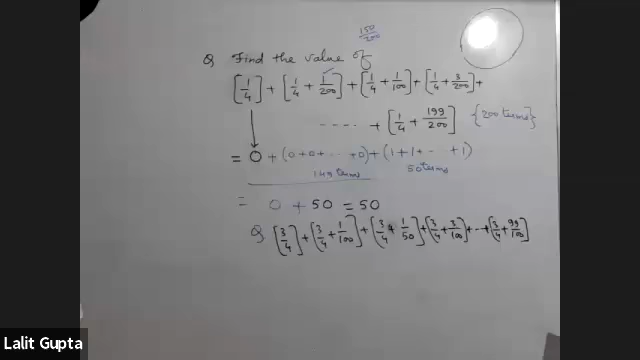 150/200
Q Find the value of
[1/4] + [1/4 + 1/200] + [1/4 + 1/100] + [1/4 + 3/200] +
..... + [1/4 + 199/200] {200 terms}
= 0 + (0+0+ ... +0) + (1+1+ ... +1)
149 terms 50 terms
= 0 + 50 = 50
Q [3/4] + [3/4 + 1/100] + [3/4 + 1/50] + [3/4 + 3/100] + ... + [3/4 + 99/100]
Lalit Gupta